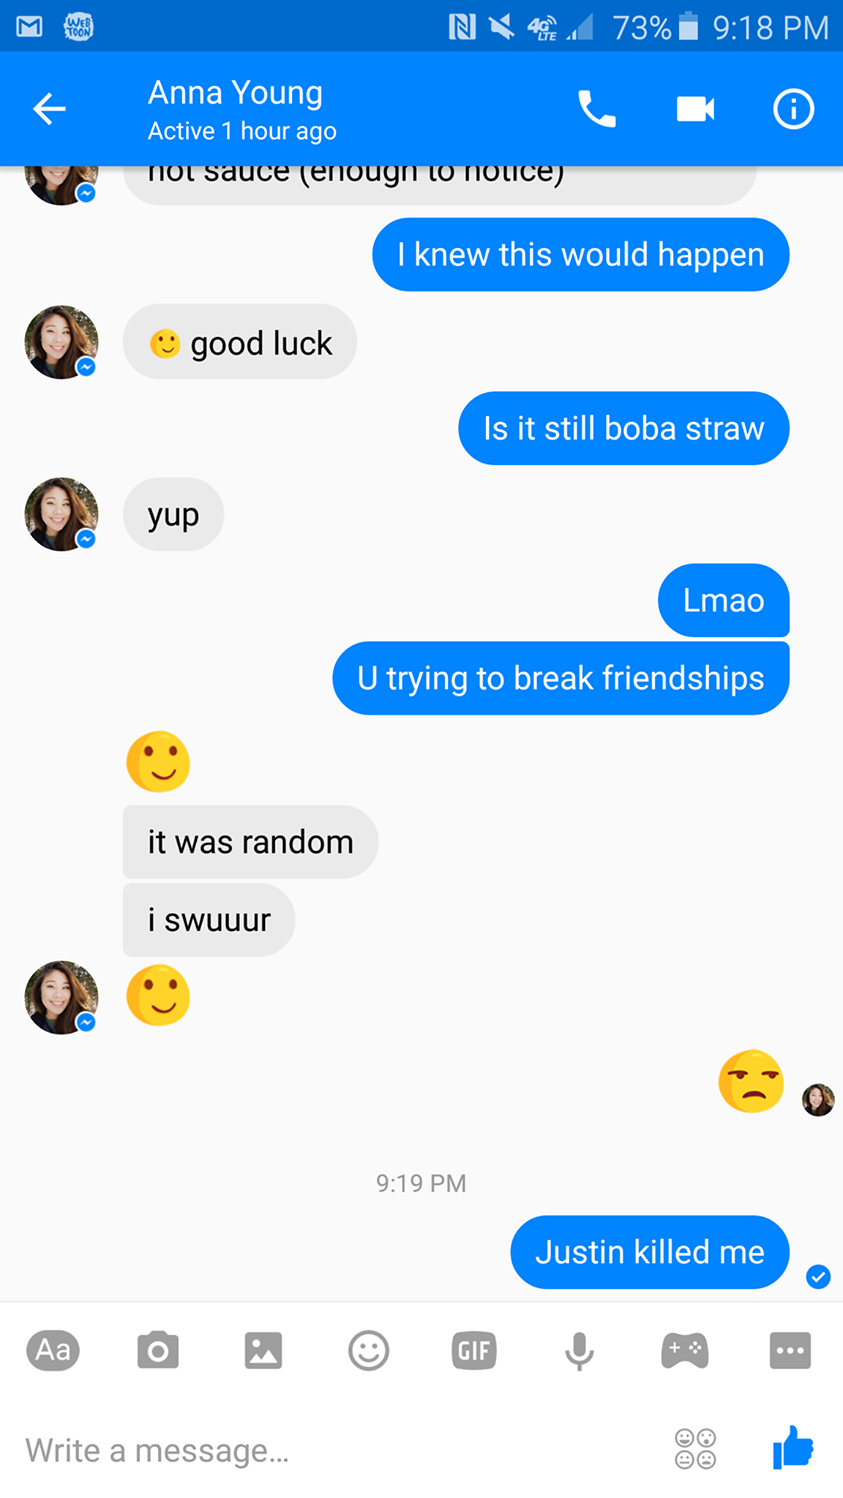 WEB
TOON
4G
LTE
73%
9:18 PM
Anna Young
Active 1 hour ago
hot sauce (enough to notice)
I knew this would happen
🙂 good luck
Is it still boba straw
yup
Lmao
U trying to break friendships
🙂
it was random
i swuuur
🙂
😒
9:19 PM
Justin killed me
Aa
GIF
Write a message...